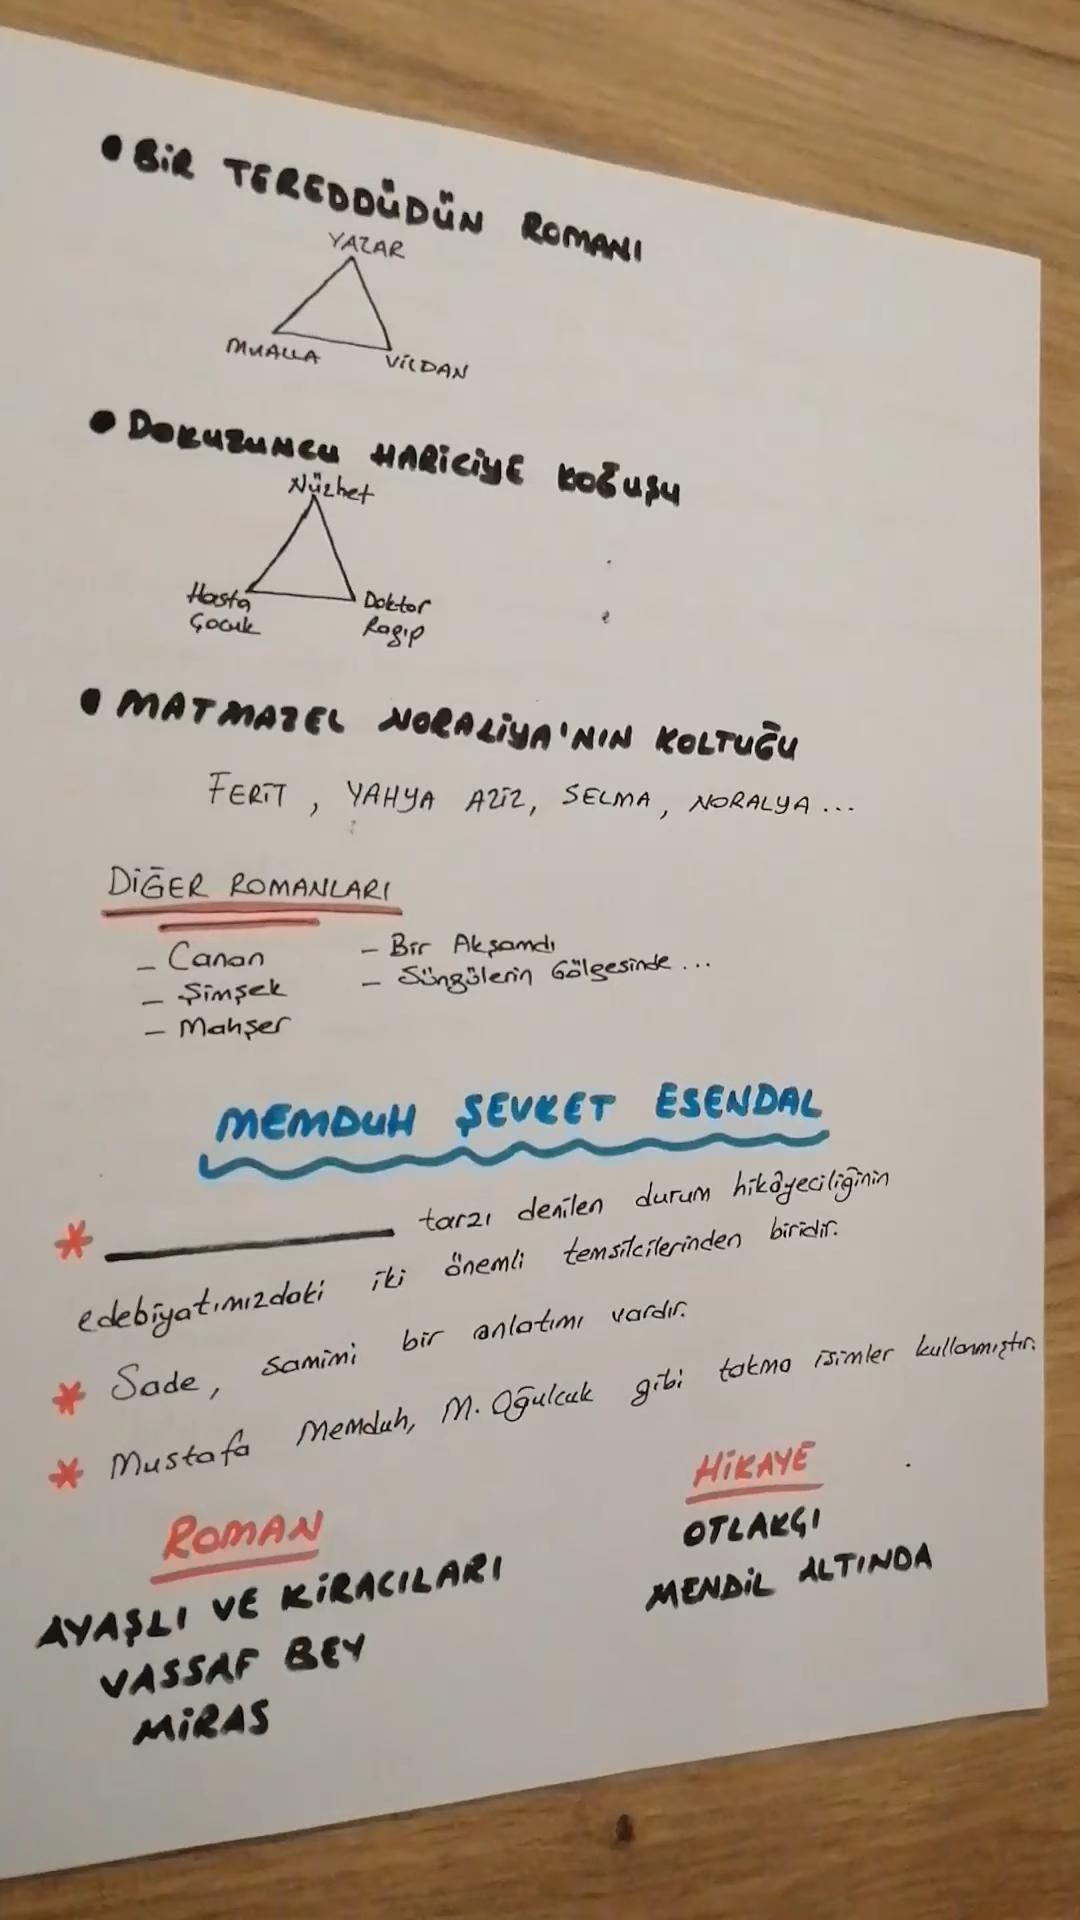 • BİR TEREDDÜDÜN ROMANI
YAZAR
MUALLA VİLDAN
• DOKUZUNCU HARİCİYE KOĞUŞU
Nüzhet
Hasta Çocuk
Doktor Ragıp
• MATMAZEL NORALİYA'NIN KOLTUĞU
FERİT, YAHYA AZİZ, SELMA, NORALYA ...
DİĞER ROMANLARI
– Canan
– Şimşek
– Mahşer
– Bir Akşamdı
– Süngülerin Gölgesinde ...
MEMDUH ŞEVKET ESENDAL
* ________ tarzı denilen durum hikâyeciliğinin
edebiyatımızdaki iki önemli temsilcilerinden biridir.
* Sade, samimi bir anlatımı vardır.
* Mustafa Memduh, M. Oğulcuk gibi takma isimler kullanmıştır.
ROMAN
AYAŞLI VE KİRACILARI
VASSAF BEY
MİRAS
HİKAYE
OTLAKÇI
MENDİL ALTINDA